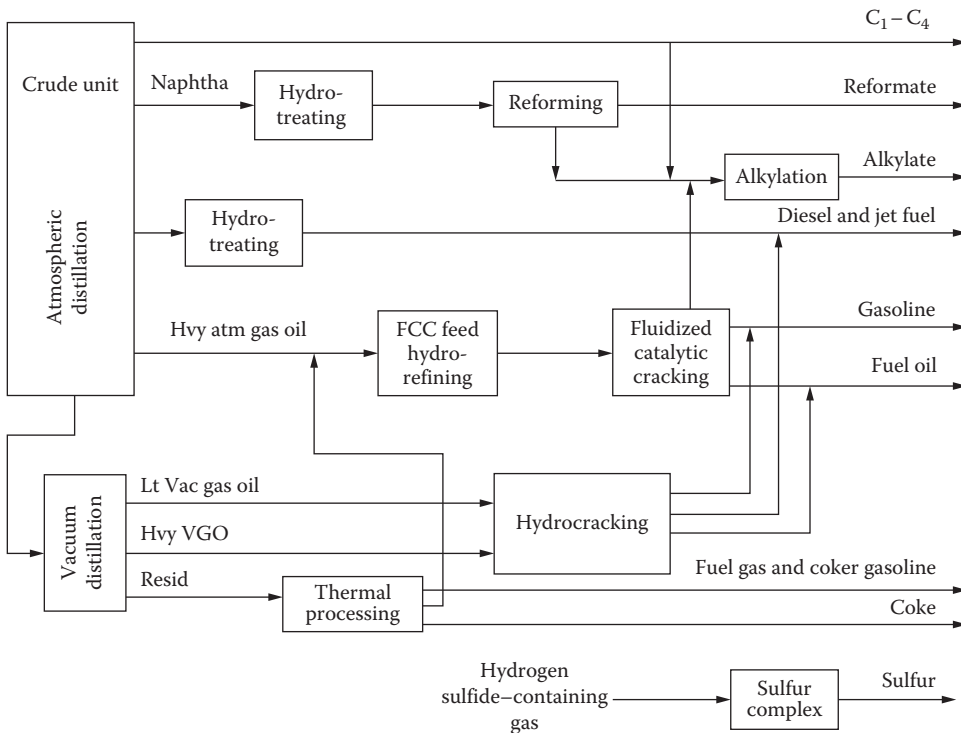 C1 – C4
Crude unit
Naphtha
Hydro-
treating
Reforming
Reformate
Alkylation
Alkylate
Atmospheric
distillation
Hydro-
treating
Diesel and jet fuel
Hvy atm gas oil
FCC feed
hydro-
refining
Fluidized
catalytic
cracking
Gasoline
Fuel oil
Vacuum
distillation
Lt Vac gas oil
Hvy VGO
Resid
Hydrocracking
Thermal
processing
Fuel gas and coker gasoline
Coke
Hydrogen
sulfide–containing
gas
Sulfur
complex
Sulfur